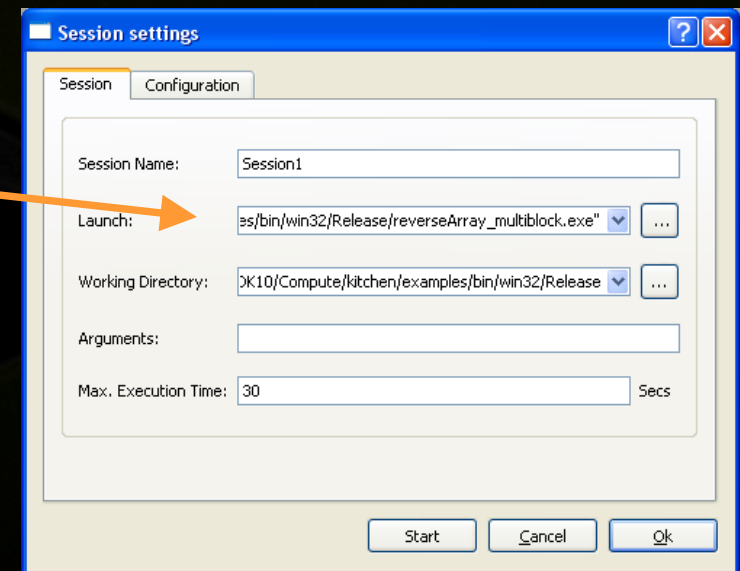 Session settings
Session Configuration
Session Name: Session1
Launch: es/bin/win32/Release/reverseArray_multiblock.exe" ...
Working Directory: DK10/Compute/kitchen/examples/bin/win32/Release ...
Arguments:
Max. Execution Time: 30 Secs
Start Cancel Ok